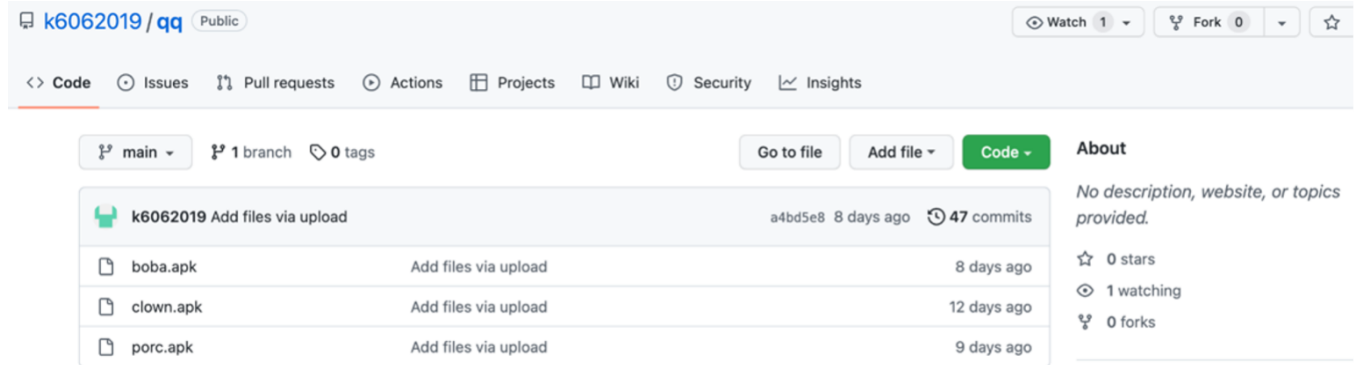 k6062019 / qq Public
Watch 1 Fork 0
Code Issues Pull requests Actions Projects Wiki Security Insights
main 1 branch 0 tags Go to file Add file Code
k6062019 Add files via upload a4bd5e8 8 days ago 47 commits
boba.apk Add files via upload 8 days ago
clown.apk Add files via upload 12 days ago
porc.apk Add files via upload 9 days ago
About
No description, website, or topics
provided.
0 stars
1 watching
0 forks